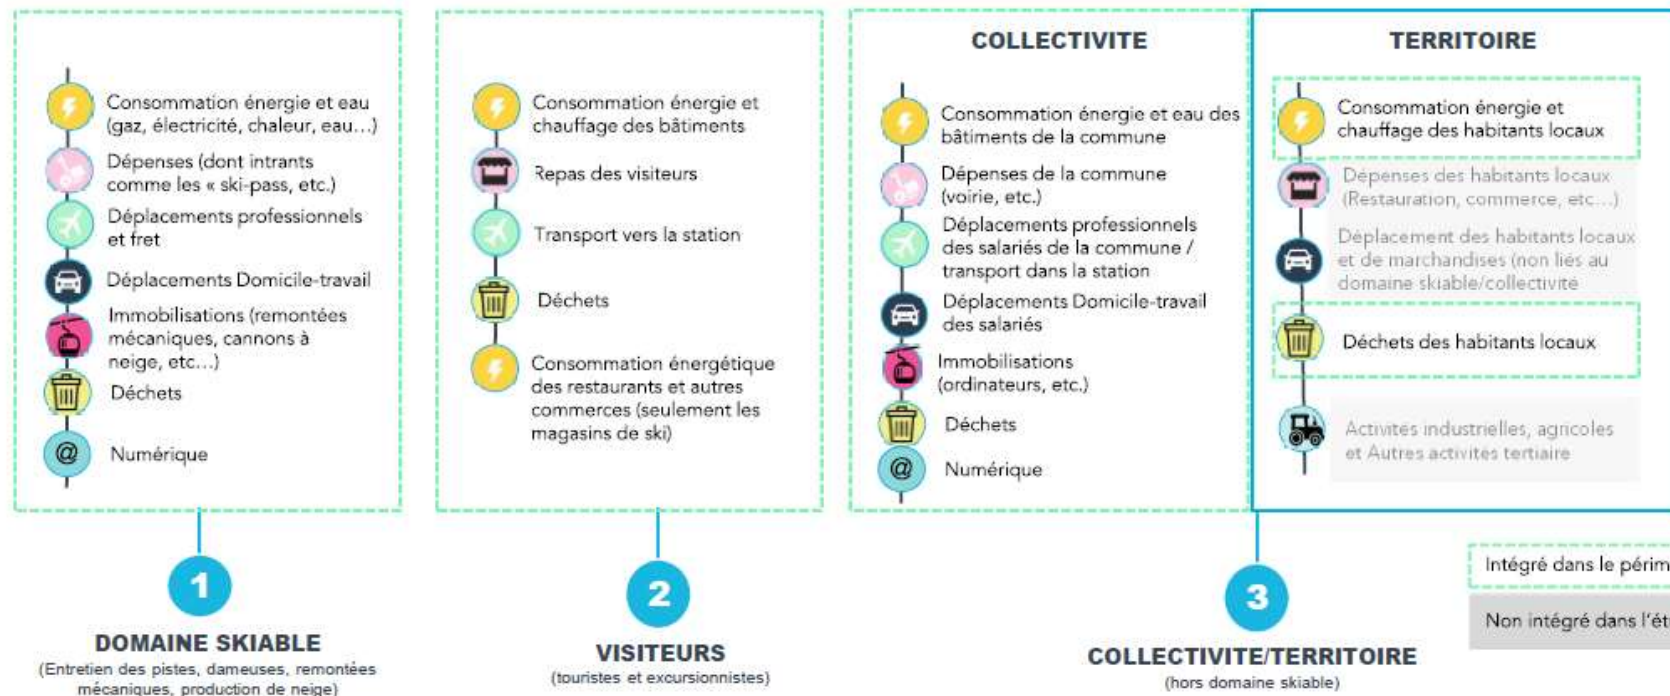 Consommation énergie et eau
(gaz, électricité, chaleur, eau...)
Dépenses (dont intrants
comme les « ski-pass, etc.)
Déplacements professionnels
et fret
Déplacements Domicile-travail
Immobilisations (remontées
mécaniques, cannons à
neige, etc...)
Déchets
@
Numérique
1
DOMAINE SKIABLE
(Entretien des pistes, dameuses, remontées
mécaniques, production de neige)
Consommation énergie et
chauffage des bâtiments
Repas des visiteurs
Transport vers la station
Déchets
Consommation énergétique
des restaurants et autres
commerces (seulement les
magasins de ski)
2
VISITEURS
(touristes et excursionnistes)
COLLECTIVITE
Consommation énergie et eau des
bâtiments de la commune
Dépenses de la commune
(voirie, etc.)
Déplacements professionnels
des salariés de la commune /
transport dans la station
Déplacements Domicile-travail
des salariés
Immobilisations
(ordinateurs, etc.)
Déchets
@
Numérique
TERRITOIRE
Consommation énergie et
chauffage des habitants locaux
Dépenses des habitants locaux
(Restauration, commerce, etc...)
Déplacement des habitants locaux
et de marchandises (non liés au
domaine skiable/collectivité
Déchets des habitants locaux
Activités industrielles, agricoles
et Autres activités tertiaire
3
COLLECTIVITE/TERRITOIRE
(hors domaine skiable)
Intégré dans le périm
Non intégré dans l'ét